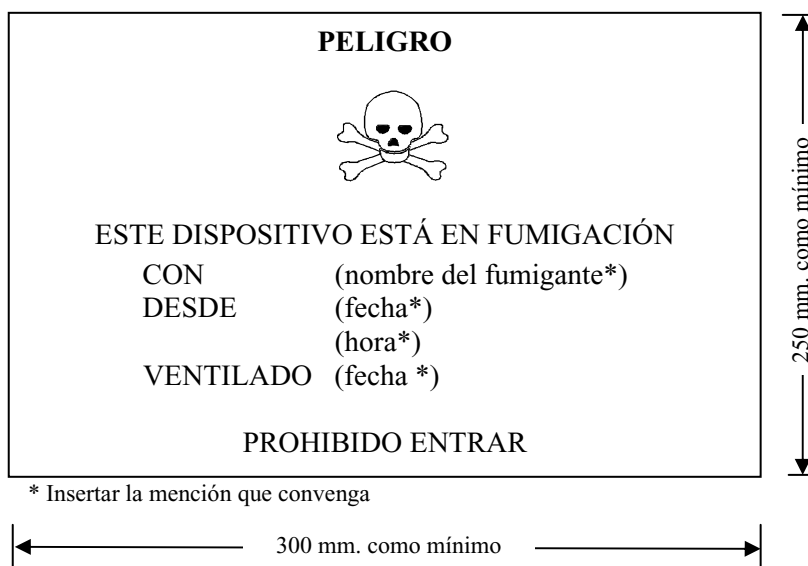 PELIGRO
ESTE DISPOSITIVO ESTÁ EN FUMIGACIÓN
CON (nombre del fumigante*)
DESDE (fecha*)
(hora*)
VENTILADO (fecha *)
PROHIBIDO ENTRAR
* Insertar la mención que convenga
300 mm. como mínimo
250 mm. como mínimo